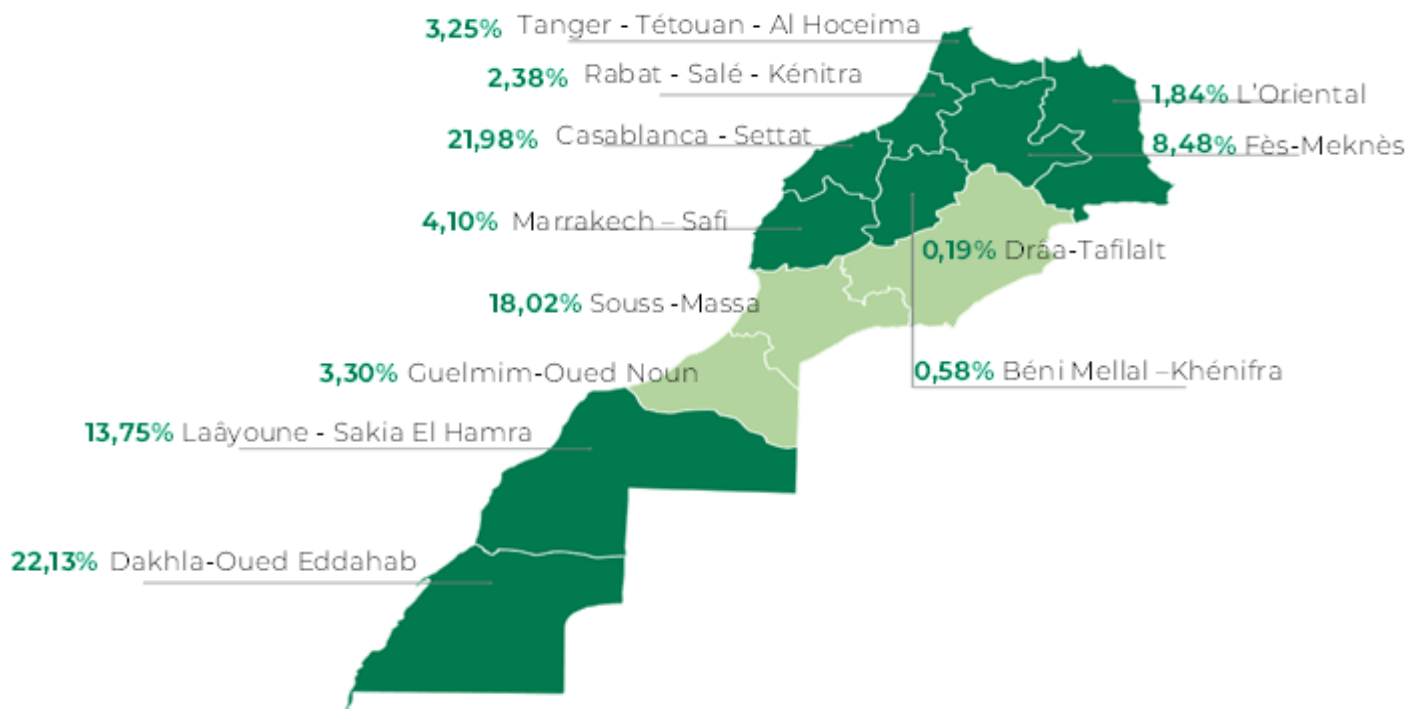 3,25% Tanger - Tétouan - Al Hoceima
2,38% Rabat - Salé - Kénitra
1,84% L'Oriental
21,98% Casablanca - Settat
8,48% Fès-Meknès
4,10% Marrakech – Safi
0,19% Dráa-Tafilalt
18,02% Souss -Massa
3,30% Guelmim-Oued Noun
0,58% Béni Mellal –Khénifra
13,75% Laâyoune - Sakia El Hamra
22,13% Dakhla-Oued Eddahab